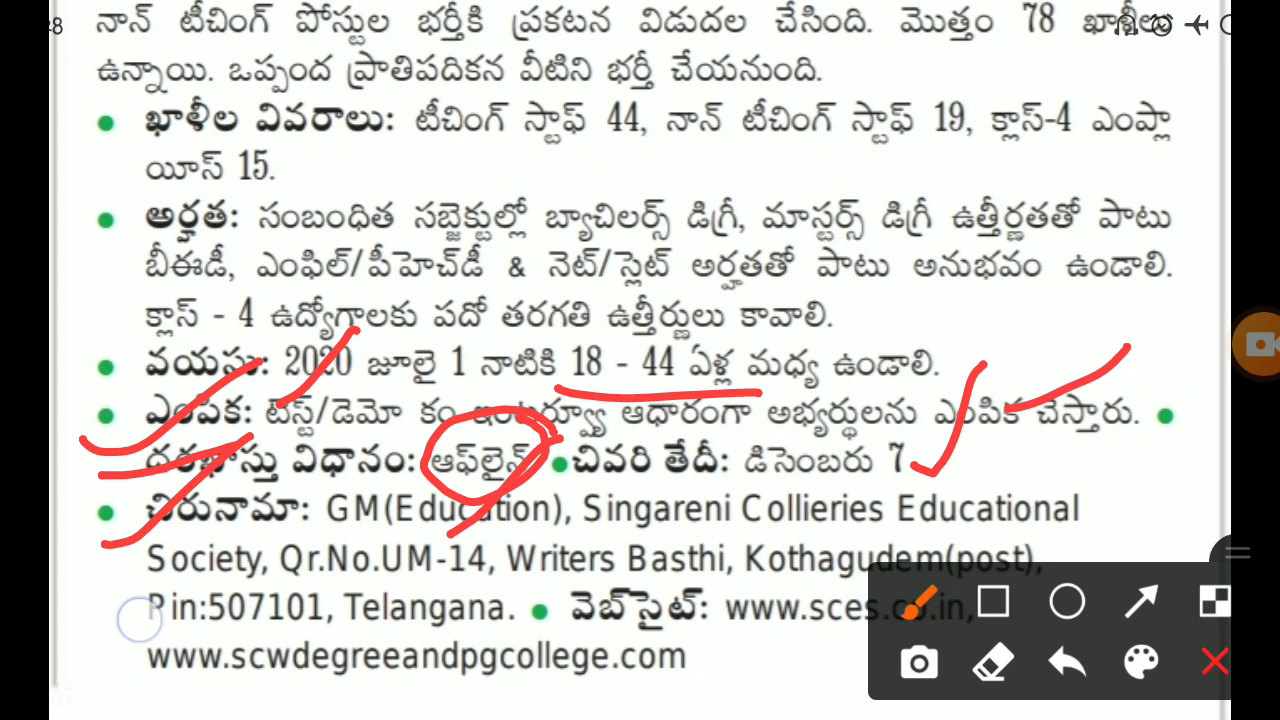 నాన్ టీచింగ్ పోస్టుల భర్తీకి ప్రకటన విడుదల చేసింది. మొత్తం 78 ఖాళీలు
ఉన్నాయి. ఒప్పంద ప్రాతిపదికన వీటిని భర్తీ చేయనుంది.
● ఖాళీల వివరాలు: టీచింగ్ స్టాఫ్ 44, నాన్ టీచింగ్ స్టాఫ్ 19, క్లాస్-4 ఎంప్లా
యీస్ 15.
● అర్హత: సంబంధిత సబ్జెక్టుల్లో బ్యాచిలర్స్ డిగ్రీ, మాస్టర్స్ డిగ్రీ ఉత్తీర్ణతతో పాటు
బీఈడీ, ఎంఫిల్/పీహెచ్‌డీ & నెట్/స్లెట్ అర్హతతో పాటు అనుభవం ఉండాలి.
క్లాస్ - 4 ఉద్యోగాలకు పదో తరగతి ఉత్తీర్ణులు కావాలి.
● వయసు: 2020 జూలై 1 నాటికి 18 - 44 ఏళ్ల మధ్య ఉండాలి.
● ఎంపిక: టెస్ట్/డెమో కం ఇంటర్వ్యూ ఆధారంగా అభ్యర్థులను ఎంపిక చేస్తారు. ●
దరఖాస్తు విధానం: ఆఫ్‌లైన్ ●చివరి తేదీ: డిసెంబరు 7
● చిరునామా: GM(Education), Singareni Collieries Educational
Society, Qr.No.UM-14, Writers Basthi, Kothagudem(post),
Pin:507101, Telangana. ● వెబ్‌సైట్: www.sces.co.in,
www.scwdegreeandpgcollege.com